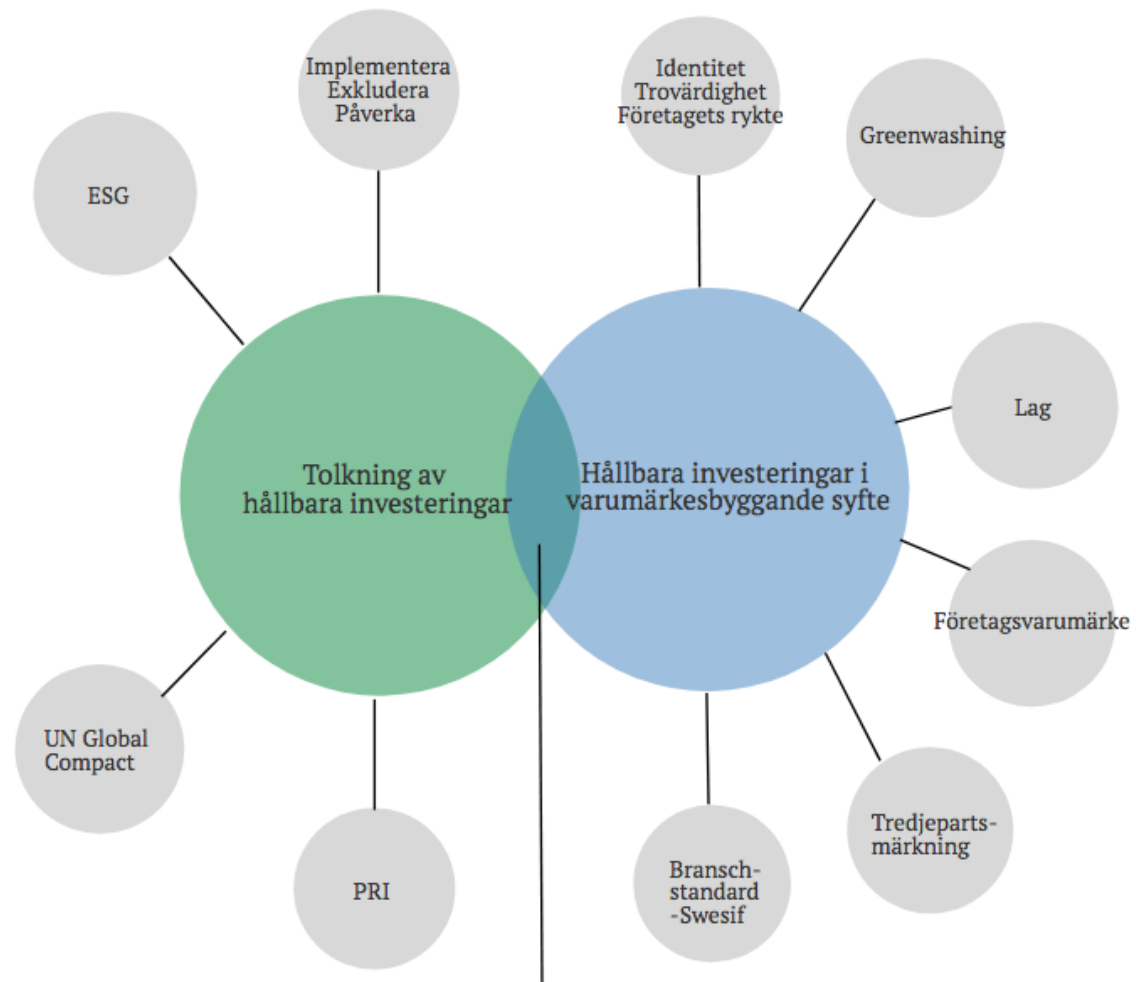 Implementera
Exkludera
Påverka
Identitet
Trovärdighet
Företagets rykte
Greenwashing
ESG
Lag
Tolkning av
hållbara investeringar
Hållbara investeringar i
varumärkesbyggande syfte
Företagsvarumärke
UN Global
Compact
Tredjeparts-
märkning
PRI
Bransch-
standard
-Swesif